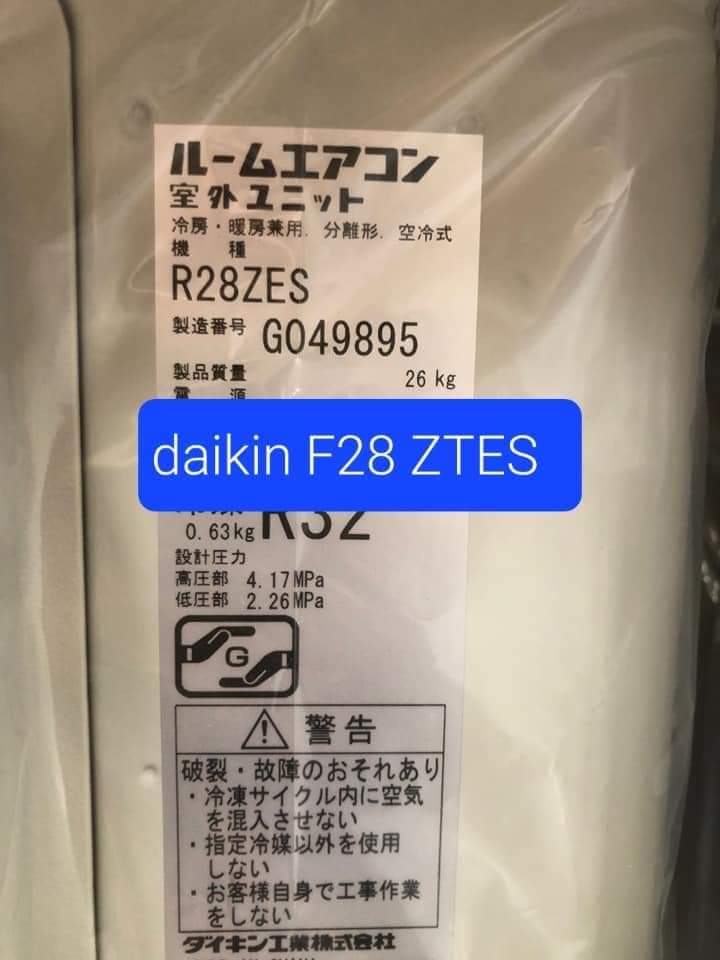 ルームエアコン
室外ユニット
冷房・暖房兼用．分離形．空冷式
機 種
R28ZES
製造番号 G049895
製品質量 26 kg
電 源
daikin F28 ZTES
R32
0.63kg
設計圧力
高圧部 4.17MPa
低圧部 2.26MPa
G
警告
破裂・故障のおそれあり
・冷凍サイクル内に空気
を混入させない
・指定冷媒以外を使用
しない
・お客様自身で工事作業
をしない
ダイキン工業株式会社